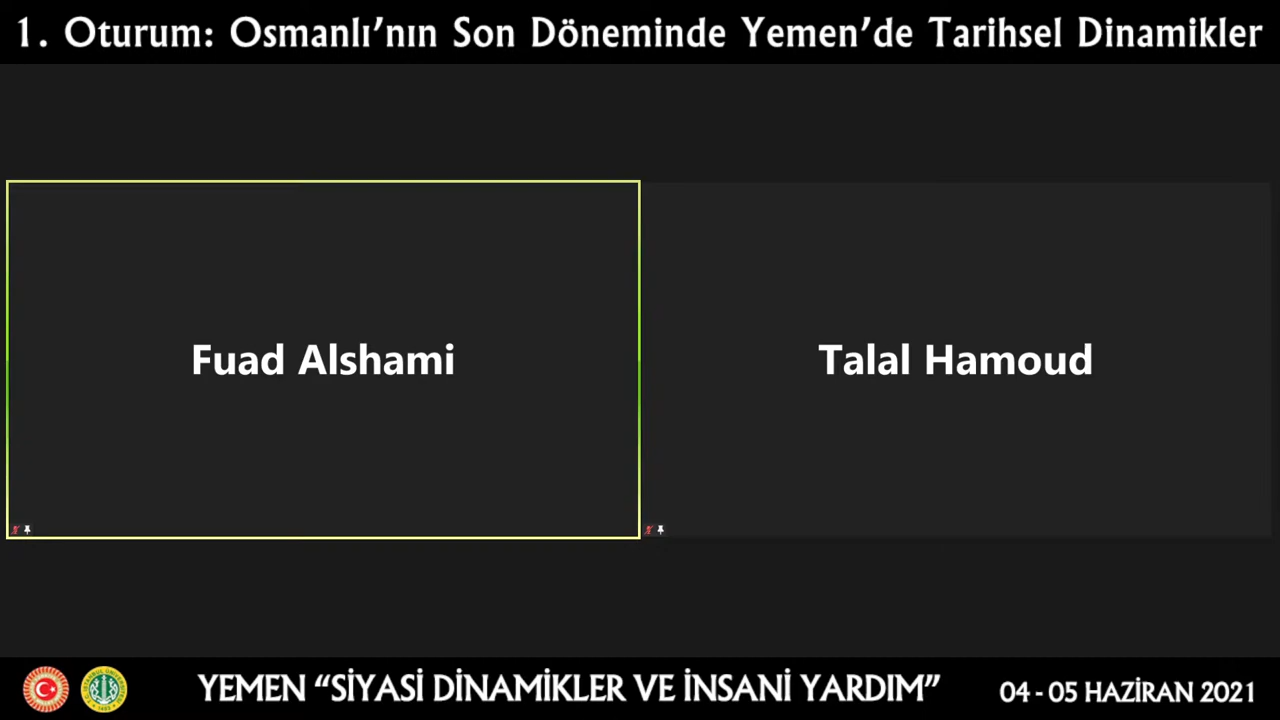 1. Oturum: Osmanlı’nın Son Döneminde Yemen’de Tarihsel Dinamikler
Fuad Alshami
Talal Hamoud
YEMEN “SİYASİ DİNAMİKLER VE İNSANİ YARDIM”
04 - 05 HAZİRAN 2021